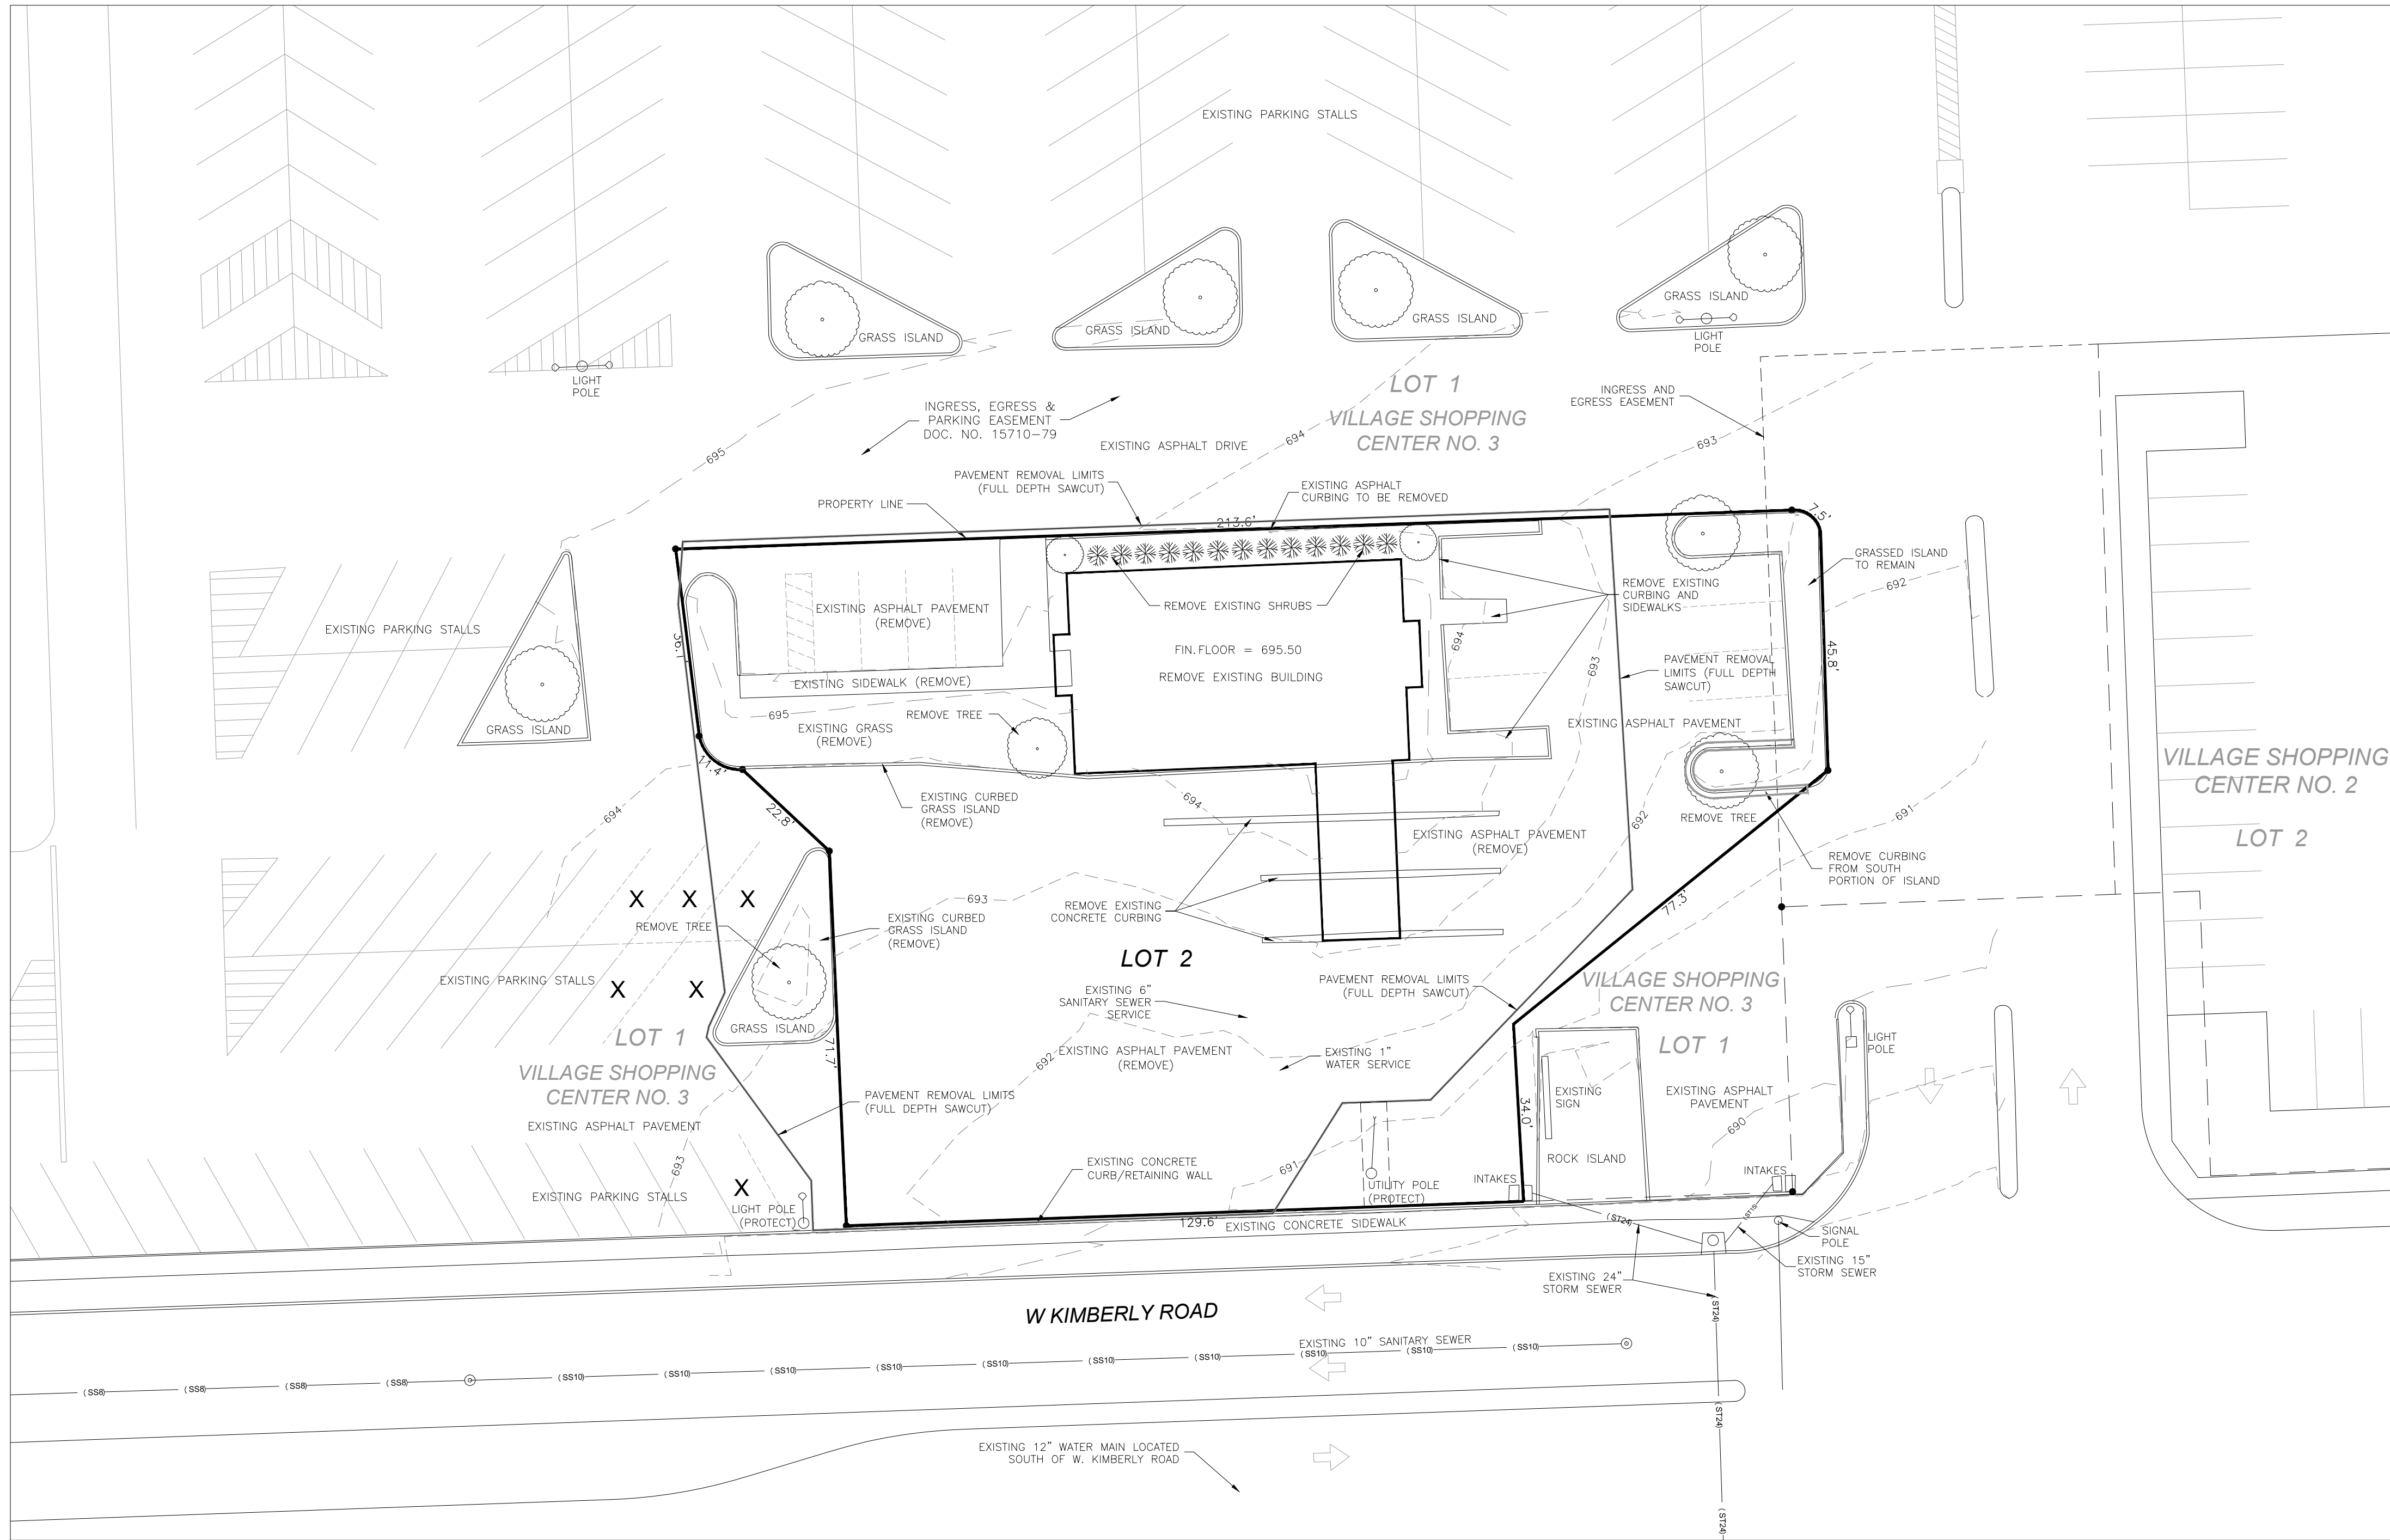 EXISTING PARKING STALLS
GRASS ISLAND
GRASS ISLAND
GRASS ISLAND
GRASS ISLAND
LIGHT
POLE
LIGHT
POLE
LOT 1
VILLAGE SHOPPING
CENTER NO. 3
INGRESS AND
EGRESS EASEMENT
INGRESS, EGRESS &
PARKING EASEMENT
DOC. NO. 15710-79
EXISTING ASPHALT DRIVE
694
693
695
PAVEMENT REMOVAL LIMITS
(FULL DEPTH SAWCUT)
EXISTING ASPHALT
CURBING TO BE REMOVED
PROPERTY LINE
213.6'
7.5'
GRASSED ISLAND
TO REMAIN
692
REMOVE EXISTING
CURBING AND
SIDEWALKS
EXISTING ASPHALT PAVEMENT
(REMOVE)
REMOVE EXISTING SHRUBS
EXISTING PARKING STALLS
36.1'
FIN.FLOOR = 695.50
REMOVE EXISTING BUILDING
694
693
PAVEMENT REMOVAL
LIMITS (FULL DEPTH
SAWCUT)
45.8'
EXISTING SIDEWALK (REMOVE)
695
REMOVE TREE
EXISTING GRASS
(REMOVE)
GRASS ISLAND
EXISTING ASPHALT PAVEMENT
VILLAGE SHOPPING
CENTER NO. 2
LOT 2
11.4'
22.8'
694
EXISTING CURBED
GRASS ISLAND
(REMOVE)
694
EXISTING ASPHALT PAVEMENT
(REMOVE)
692
REMOVE TREE
691
REMOVE CURBING
FROM SOUTH
PORTION OF ISLAND
X X X
693
REMOVE EXISTING
CONCRETE CURBING
77.3'
REMOVE TREE
EXISTING CURBED
GRASS ISLAND
(REMOVE)
LOT 2
EXISTING PARKING STALLS
X X
EXISTING 6"
SANITARY SEWER
SERVICE
PAVEMENT REMOVAL LIMITS
(FULL DEPTH SAWCUT)
VILLAGE SHOPPING
CENTER NO. 3
LOT 1
GRASS ISLAND
71.7'
LOT 1
VILLAGE SHOPPING
CENTER NO. 3
692
EXISTING ASPHALT PAVEMENT
(REMOVE)
EXISTING 1"
WATER SERVICE
LIGHT
POLE
EXISTING
SIGN
EXISTING ASPHALT
PAVEMENT
PAVEMENT REMOVAL LIMITS
(FULL DEPTH SAWCUT)
34.0'
690
EXISTING ASPHALT PAVEMENT
693
EXISTING CONCRETE
CURB/RETAINING WALL
691
ROCK ISLAND
INTAKES
INTAKES
UTILITY POLE
(PROTECT)
X
EXISTING PARKING STALLS
LIGHT POLE
(PROTECT)
129.6'
EXISTING CONCRETE SIDEWALK
(ST24)
(ST15)
SIGNAL
POLE
EXISTING 15"
STORM SEWER
EXISTING 24"
STORM SEWER
W KIMBERLY ROAD
(ST24)
EXISTING 10" SANITARY SEWER
(SS8) (SS8) (SS8) (SS8) (SS10) (SS10) (SS10) (SS10) (SS10) (SS10) (SS10) (SS10) (SS10) (SS10)
(ST24)
EXISTING 12" WATER MAIN LOCATED
SOUTH OF W. KIMBERLY ROAD
(ST24)